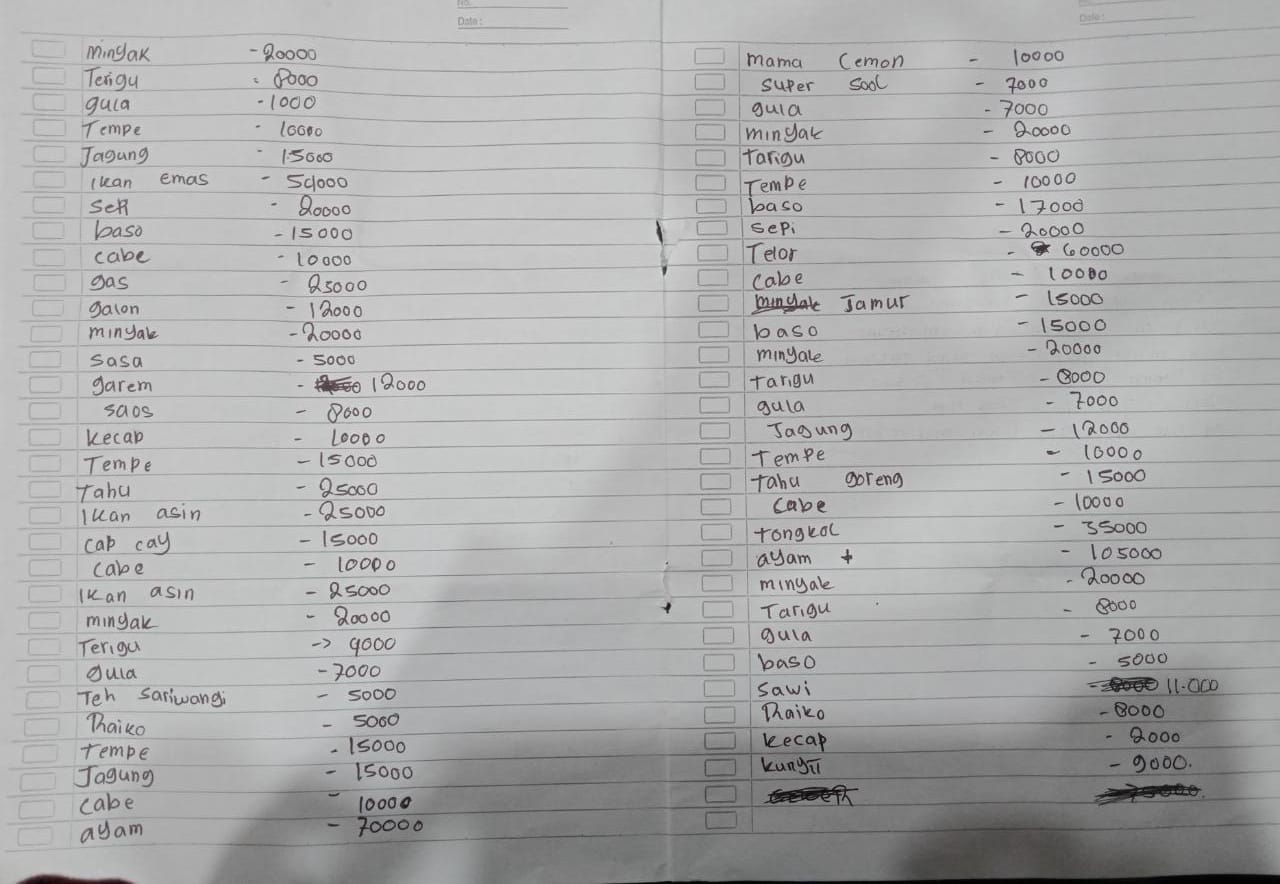 No.
Date :
minyak - 20000
Terigu : 8000
gula - 1000
Tempe - 10000
Jagung - 15000
ikan emas - 50000
sepi - 20000
baso - 15000
cabe - 10000
gas - 23000
galon - 12000
minyak - 20000
sasa - 5000
garem - 12000
saos - 8000
kecap - 10000
Tempe - 15000
Tahu - 25000
Ikan asin - 25000
cap cay - 15000
cabe - 10000
Ikan asin - 25000
minyak - 20000
Terigu -> 9000
gula - 7000
Teh Sariwangi - 5000
Raiko - 5000
Tempe - 15000
Jagung - 15000
cabe - 10000
ayam - 70000
Date :
mama Cemon - 10000
super sool - 7000
gula - 7000
minyak - 20000
tarigu - 8000
Tempe - 10000
baso - 17000
sepi - 20000
Telor - 60000
cabe - 10000
Jamur - 15000
baso - 15000
minyak - 20000
tarigu - 8000
gula - 7000
Jagung - 12000
Tempe - 10000
tahu goreng - 15000
cabe - 10000
tongkol - 35000
ayam + - 105000
minyak - 20000
Tarigu - 8000
gula - 7000
baso - 5000
Sawi - 11.000
Raiko - 8000
kecap - 2000
- 9000.